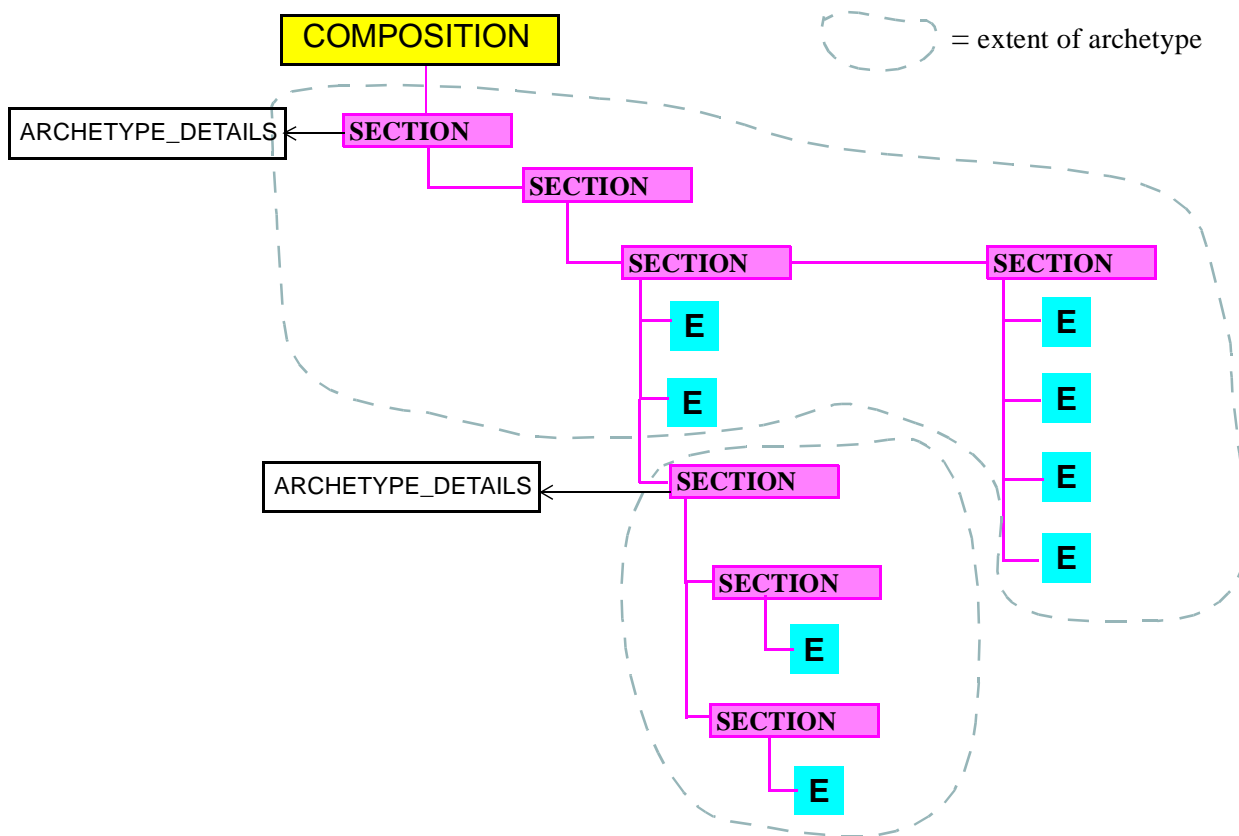 COMPOSITION
= extent of archetype
ARCHETYPE_DETAILS
SECTION
SECTION
SECTION
SECTION
E
E
E
E
E
E
ARCHETYPE_DETAILS
SECTION
SECTION
E
SECTION
E